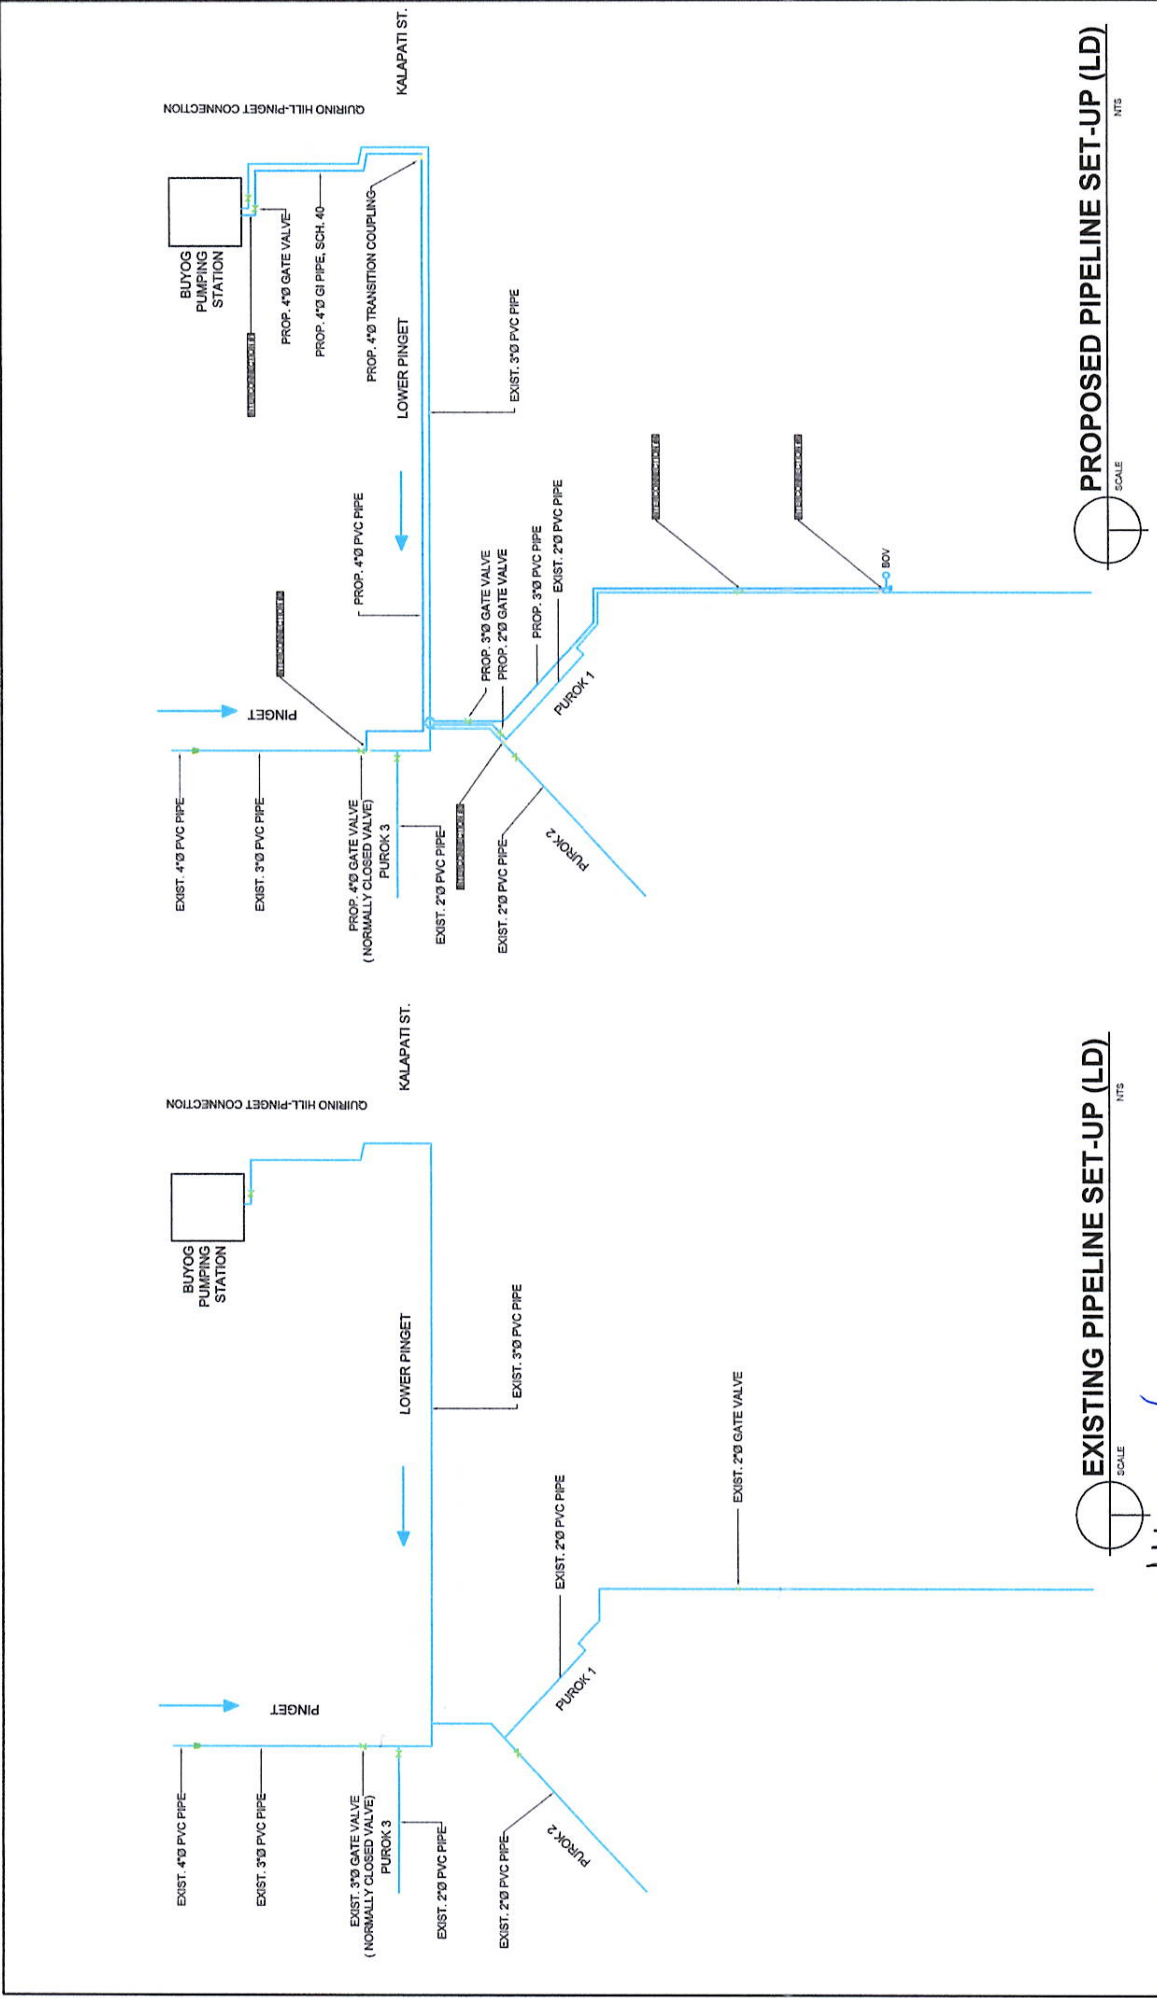 QUIRINO HILL-PINGET CONNECTION
KALAPATI ST.
BUYOG
PUMPING
STATION
LOWER PINGET
EXIST. 3"Ø PVC PIPE
PINGET
EXIST. 4"Ø PVC PIPE
EXIST. 3"Ø PVC PIPE
EXIST. 3"Ø GATE VALVE
( NORMALLY CLOSED VALVE)
PUROK 3
EXIST. 2"Ø PVC PIPE
EXIST. 2"Ø PVC PIPE
PUROK 2
PUROK 1
EXIST. 2"Ø PVC PIPE
EXIST. 2"Ø GATE VALVE
EXISTING PIPELINE SET-UP (LD)
SCALE
NTS
QUIRINO HILL-PINGET CONNECTION
KALAPATI ST.
BUYOG
PUMPING
STATION
PROP. 4"Ø GATE VALVE
PROP. 4"Ø GI PIPE, SCH. 40
PROP. 4"Ø TRANSITION COUPLING
LOWER PINGET
EXIST. 3"Ø PVC PIPE
PROP. 4"Ø PVC PIPE
PINGET
EXIST. 4"Ø PVC PIPE
EXIST. 3"Ø PVC PIPE
PROP. 4"Ø GATE VALVE
( NORMALLY CLOSED VALVE)
PUROK 3
EXIST. 2"Ø PVC PIPE
EXIST. 2"Ø PVC PIPE
PUROK 2
PROP. 3"Ø GATE VALVE
PROP. 2"Ø GATE VALVE
PROP. 3"Ø PVC PIPE
EXIST. 2"Ø PVC PIPE
PUROK 1
BOV
PROPOSED PIPELINE SET-UP (LD)
SCALE
NTS